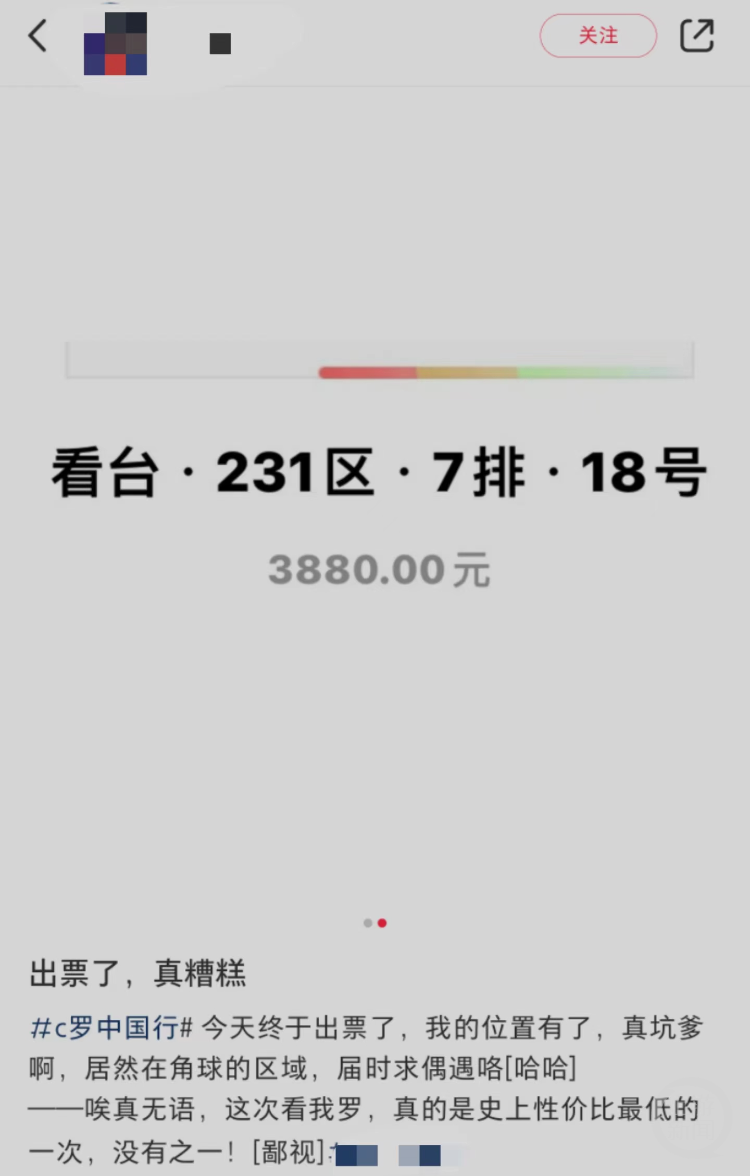 关注
看台·231区·7排·18号
3880.00元
出票了，真糟糕
#c罗中国行# 今天终于出票了，我的位置有了，真坑爹
啊，居然在角球的区域，届时求偶遇咯[哈哈]
——唉真无语，这次看我罗，真的是史上性价比最低的
一次，没有之一！[鄙视]